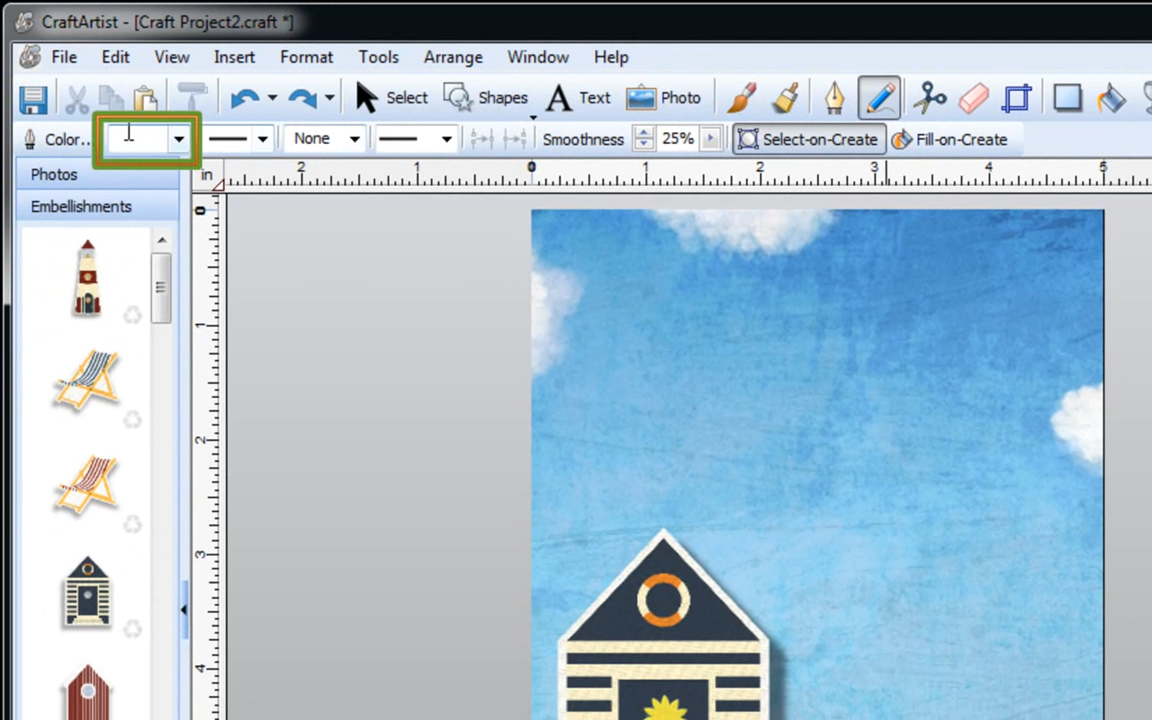 CraftArtist - [Craft Project2.craft *]
File Edit View Insert Format Tools Arrange Window Help
Select Shapes Text Photo
Color... None Smoothness 25% Select-on-Create Fill-on-Create
Photos in 2 1 0 1 2 3 4 5
Embellishments 0
1
2
3
4